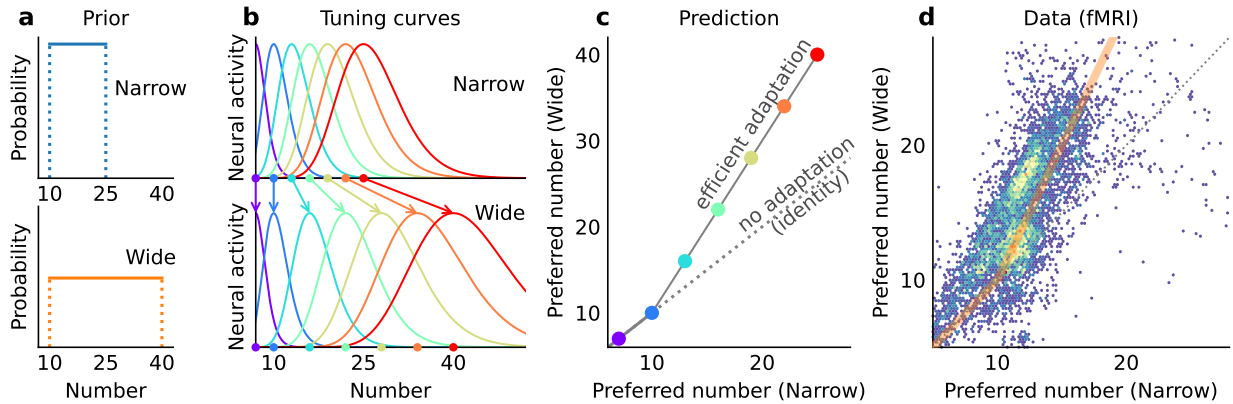 a
Prior
Probability
Narrow
10
25
40
Probability
Wide
10
25
40
Number
b
Tuning curves
Neural activity
Narrow
Neural activity
Wide
10
25
40
Number
c
Prediction
Preferred number (Wide)
40
30
20
10
efficient adaptation
no adaptation
(identity)
10
20
Preferred number (Narrow)
d
Data (fMRI)
Preferred number (Wide)
20
10
10
20
Preferred number (Narrow)